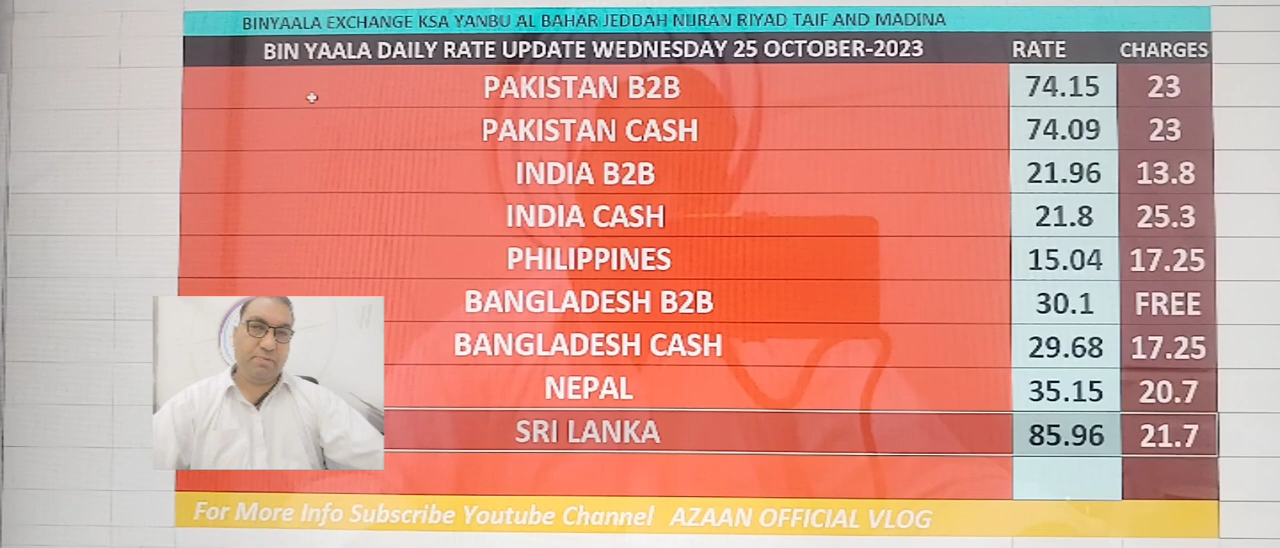 BINYAALA EXCHANGE KSA YANBU AL BAHAR JEDDAH NIJRAN RIYAD TAIF AND MADINA
BIN YAALA DAILY RATE UPDATE WEDNESDAY 25 OCTOBER-2023 RATE CHARGES
PAKISTAN B2B 74.15 23
PAKISTAN CASH 74.09 23
INDIA B2B 21.96 13.8
INDIA CASH 21.8 25.3
PHILIPPINES 15.04 17.25
BANGLADESH B2B 30.1 FREE
BANGLADESH CASH 29.68 17.25
NEPAL 35.15 20.7
SRI LANKA 85.96 21.7
For More Info Subscribe Youtube Channel AZAAN OFFICIAL VLOG